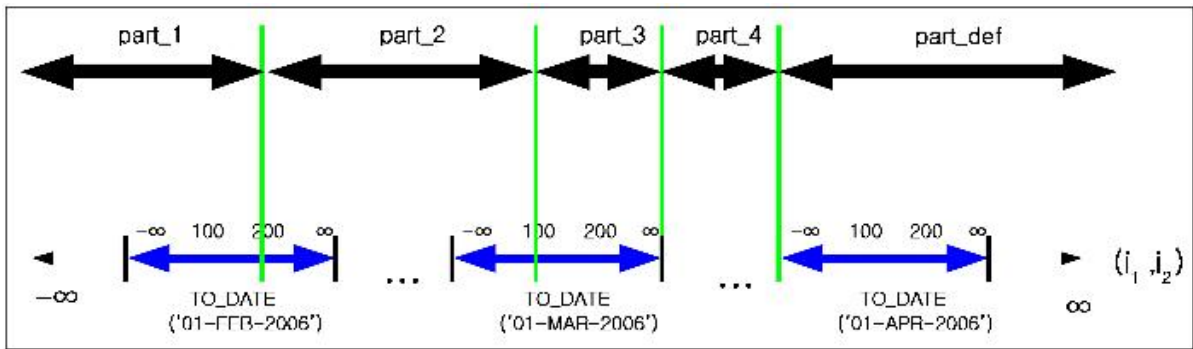 part_1 part_2 part_3 part_4 part_def
-∞ 100 200 ∞ -∞ 100 200 ∞ -∞ 100 200 ∞
... ... (i₁ ,i₂)
-∞ TO_DATE TO_DATE TO_DATE ∞
('01-FEB-2006') ('01-MAR-2006') ('01-APR-2006')